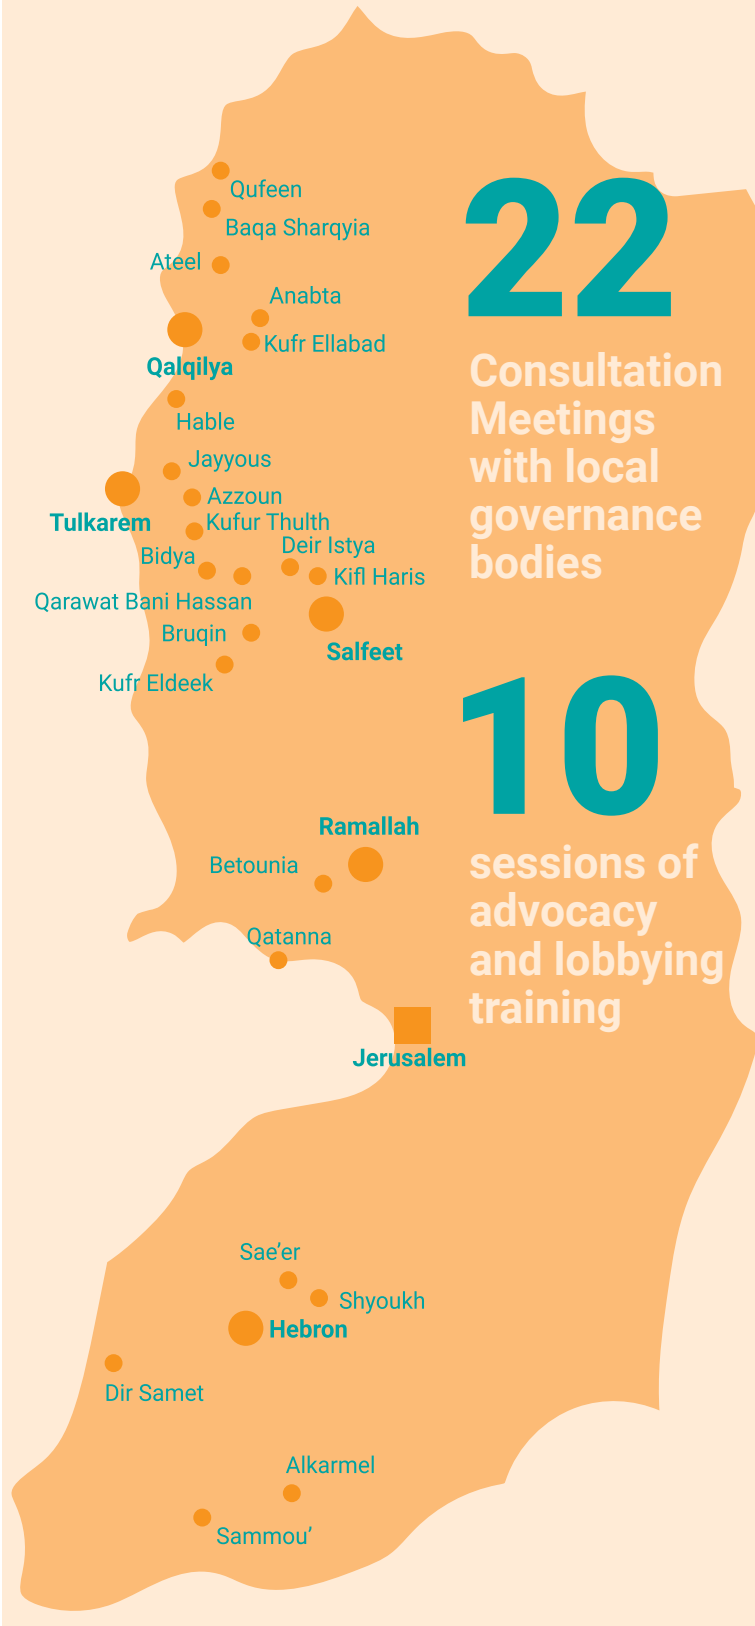 Qufeen
Baqa Sharqyia
Ateel
Anabta
Kufr Ellabad
Qalqilya
Hable
Jayyous
Azzoun
Tulkarem
Kufur Thulth
Deir Istya
Bidya
Kifl Haris
Qarawat Bani Hassan
Bruqin
Salfeet
Kufr Eldeek
22
Consultation
Meetings
with local
governance
bodies
10
sessions of
advocacy
and lobbying
training
Ramallah
Betounia
Qatanna
Jerusalem
Sae’er
Shyoukh
Hebron
Dir Samet
Alkarmel
Sammou’